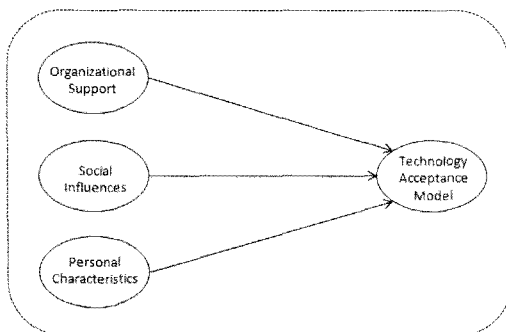 Organizational
Support
Social
Influences
Technology
Acceptance
Model
Personal
Characteristics